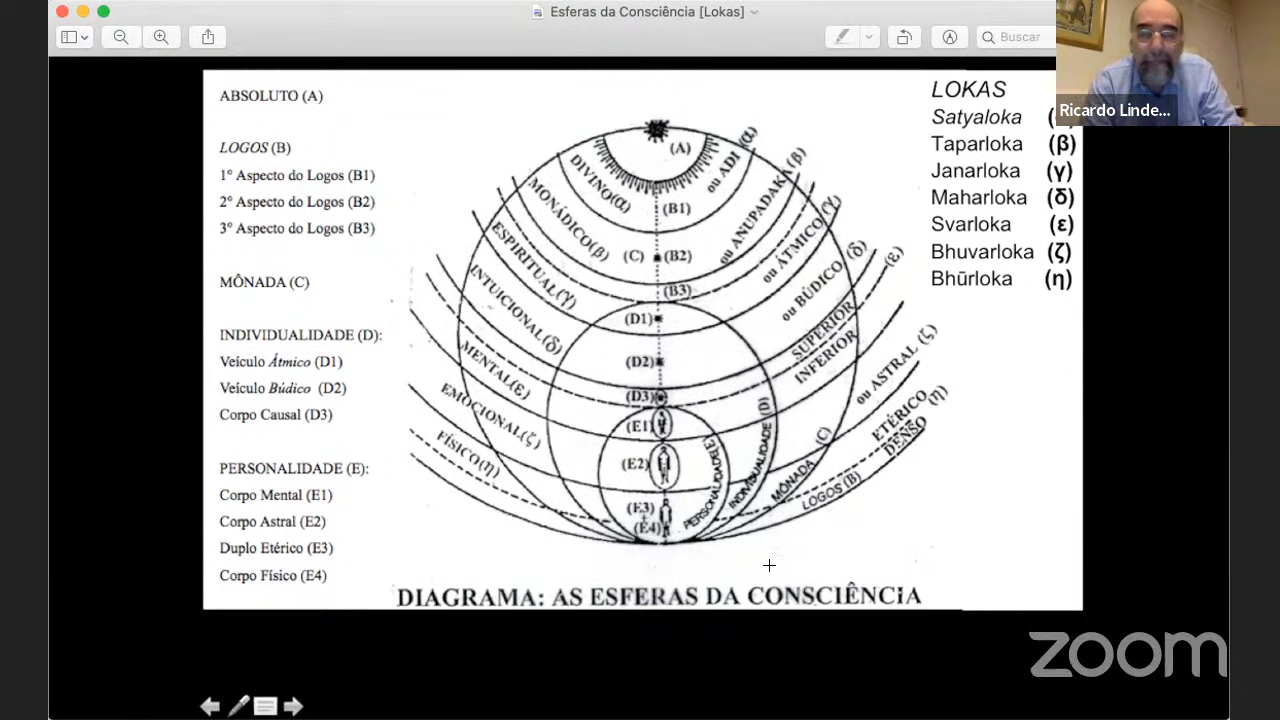 Esferas da Consciência [Lokas]
Buscar
Ricardo Linde...
ABSOLUTO (A)
LOGOS (B)
1º Aspecto do Logos (B1)
2º Aspecto do Logos (B2)
3º Aspecto do Logos (B3)
MÔNADA (C)
INDIVIDUALIDADE (D):
Veículo Átmico (D1)
Veículo Búdico (D2)
Corpo Causal (D3)
PERSONALIDADE (E):
Corpo Mental (E1)
Corpo Astral (E2)
Duplo Etérico (E3)
Corpo Físico (E4)
(A)
DIVINO(α)
ou ADI (α)
(B1)
MONÁDICO(β)
ou ANUPADAKA(β)
(C)
(B2)
ESPIRITUAL(γ)
ou ÁTMICO(γ)
(B3)
INTUICIONAL(δ)
ou BÚDICO(δ)
(D1)
(D2)
MENTAL(ε)
SUPERIOR
INFERIOR
(ε)
(D3)
EMOCIONAL(ζ)
ou ASTRAL (ζ)
(E1)
(E2)
FÍSICO(η)
ETÉRICO
DENSO
(η)
(E3)
(E4)
PERSONALIDADE(E)
INDIVIDUALIDADE (D)
MÔNADA (C)
LOGOS (B)
DIAGRAMA: AS ESFERAS DA CONSCIÊNCIA
LOKAS
Satyaloka
Taparloka (β)
Janarloka (γ)
Maharloka (δ)
Svarloka (ε)
Bhuvarloka (ζ)
Bhūrloka (η)
zoom